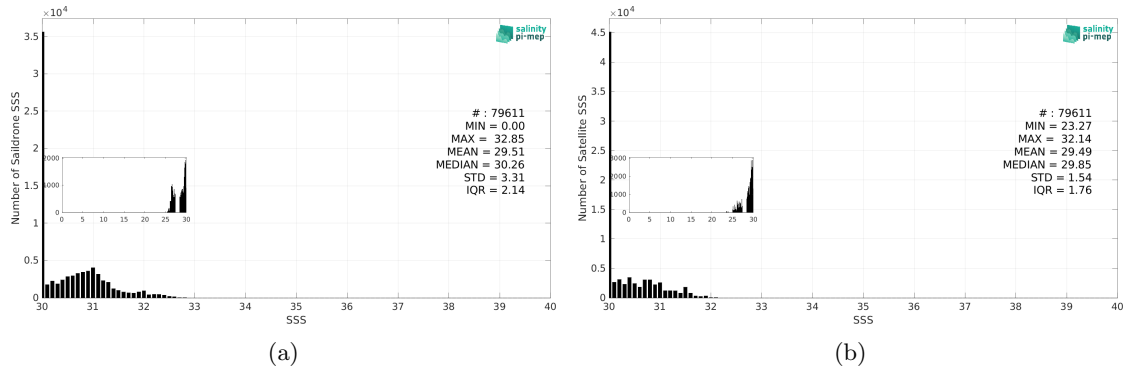 ×10⁴
3.5
3
2.5
2
1.5
1
0.5
0
30 31 32 33 34 35 36 37 38 39 40
SSS
Number of Saildrone SSS
salinity
pi-mep
# : 79611
MIN = 0.00
MAX = 32.85
MEAN = 29.51
MEDIAN = 30.26
STD = 3.31
IQR = 2.14
2000
1000
0
0 5 10 15 20 25 30
(a)
×10⁴
4.5
4
3.5
3
2.5
2
1.5
1
0.5
0
30 31 32 33 34 35 36 37 38 39 40
SSS
Number of Satellite SSS
salinity
pi-mep
# : 79611
MIN = 23.27
MAX = 32.14
MEAN = 29.49
MEDIAN = 29.85
STD = 1.54
IQR = 1.76
3000
2000
1000
0
0 5 10 15 20 25 30
(b)